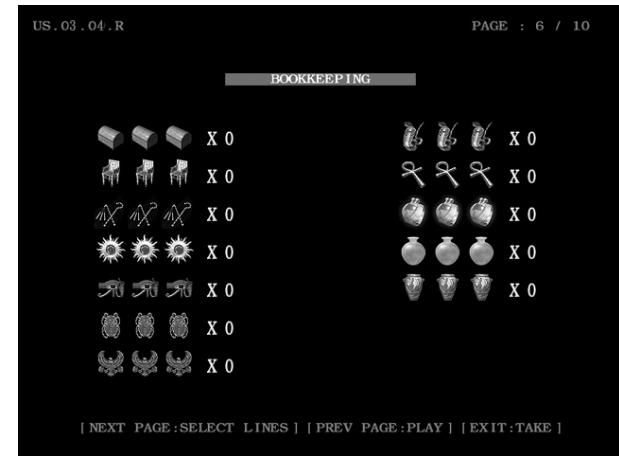 US.03.04.R
PAGE : 6 / 10
BOOKKEEPING
X 0 X 0
X 0 X 0
X 0 X 0
X 0 X 0
X 0 X 0
X 0
X 0
[ NEXT PAGE:SELECT LINES ] [ PREV PAGE:PLAY ] [ EXIT:TAKE ]